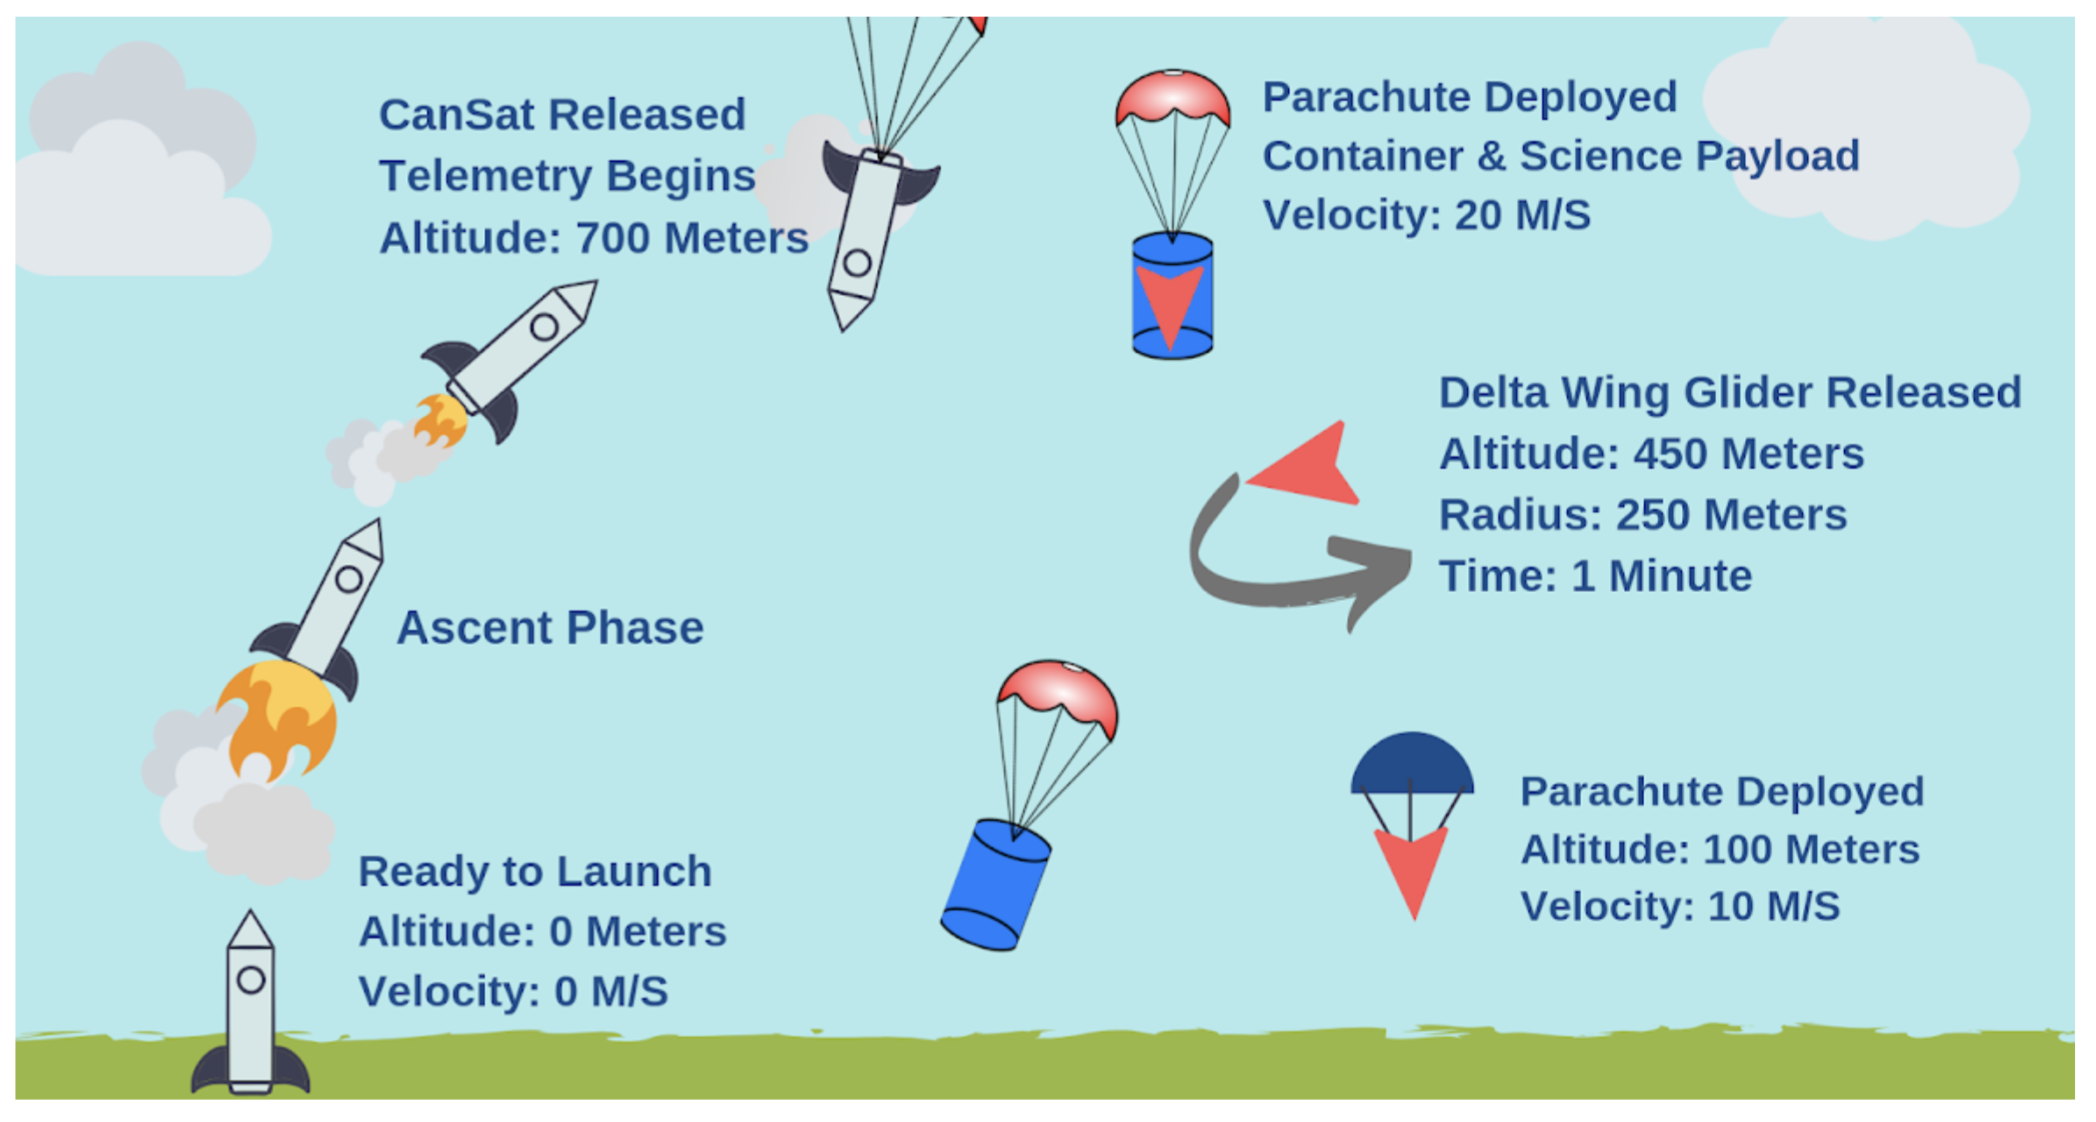 CanSat Released
Telemetry Begins
Altitude: 700 Meters
Parachute Deployed
Container & Science Payload
Velocity: 20 M/S
Delta Wing Glider Released
Altitude: 450 Meters
Radius: 250 Meters
Time: 1 Minute
Ascent Phase
Parachute Deployed
Altitude: 100 Meters
Velocity: 10 M/S
Ready to Launch
Altitude: 0 Meters
Velocity: 0 M/S